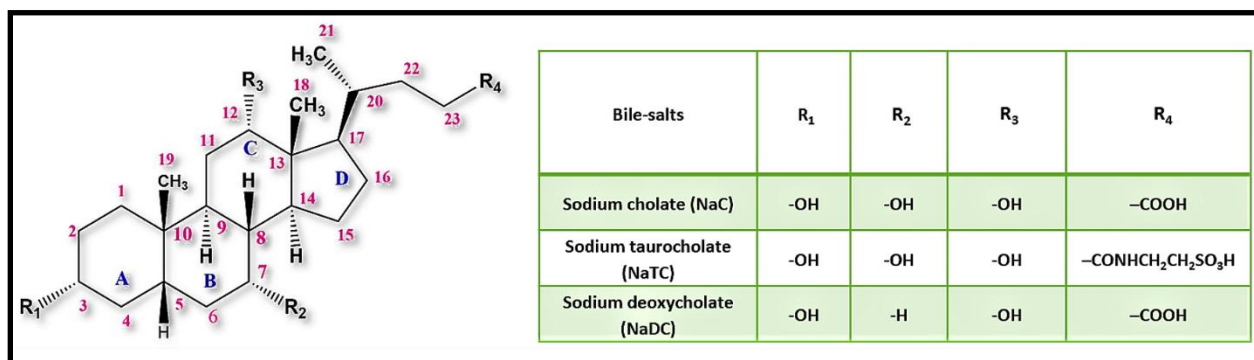 21
H₃C
22
R₃
18
R₄
12
CH₃
20
23
11
17
C
19
13
16
CH₃
H
D
1
14
2
10
9
8
15
H
H
A
B
7
R₁
3
4
5
6
R₂
H
Bile-salts R₁ R₂ R₃ R₄
Sodium cholate (NaC) -OH -OH -OH –COOH
Sodium taurocholate
(NaTC) -OH -OH -OH –CONHCH₂CH₂SO₃H
Sodium deoxycholate
(NaDC) -OH -H -OH –COOH